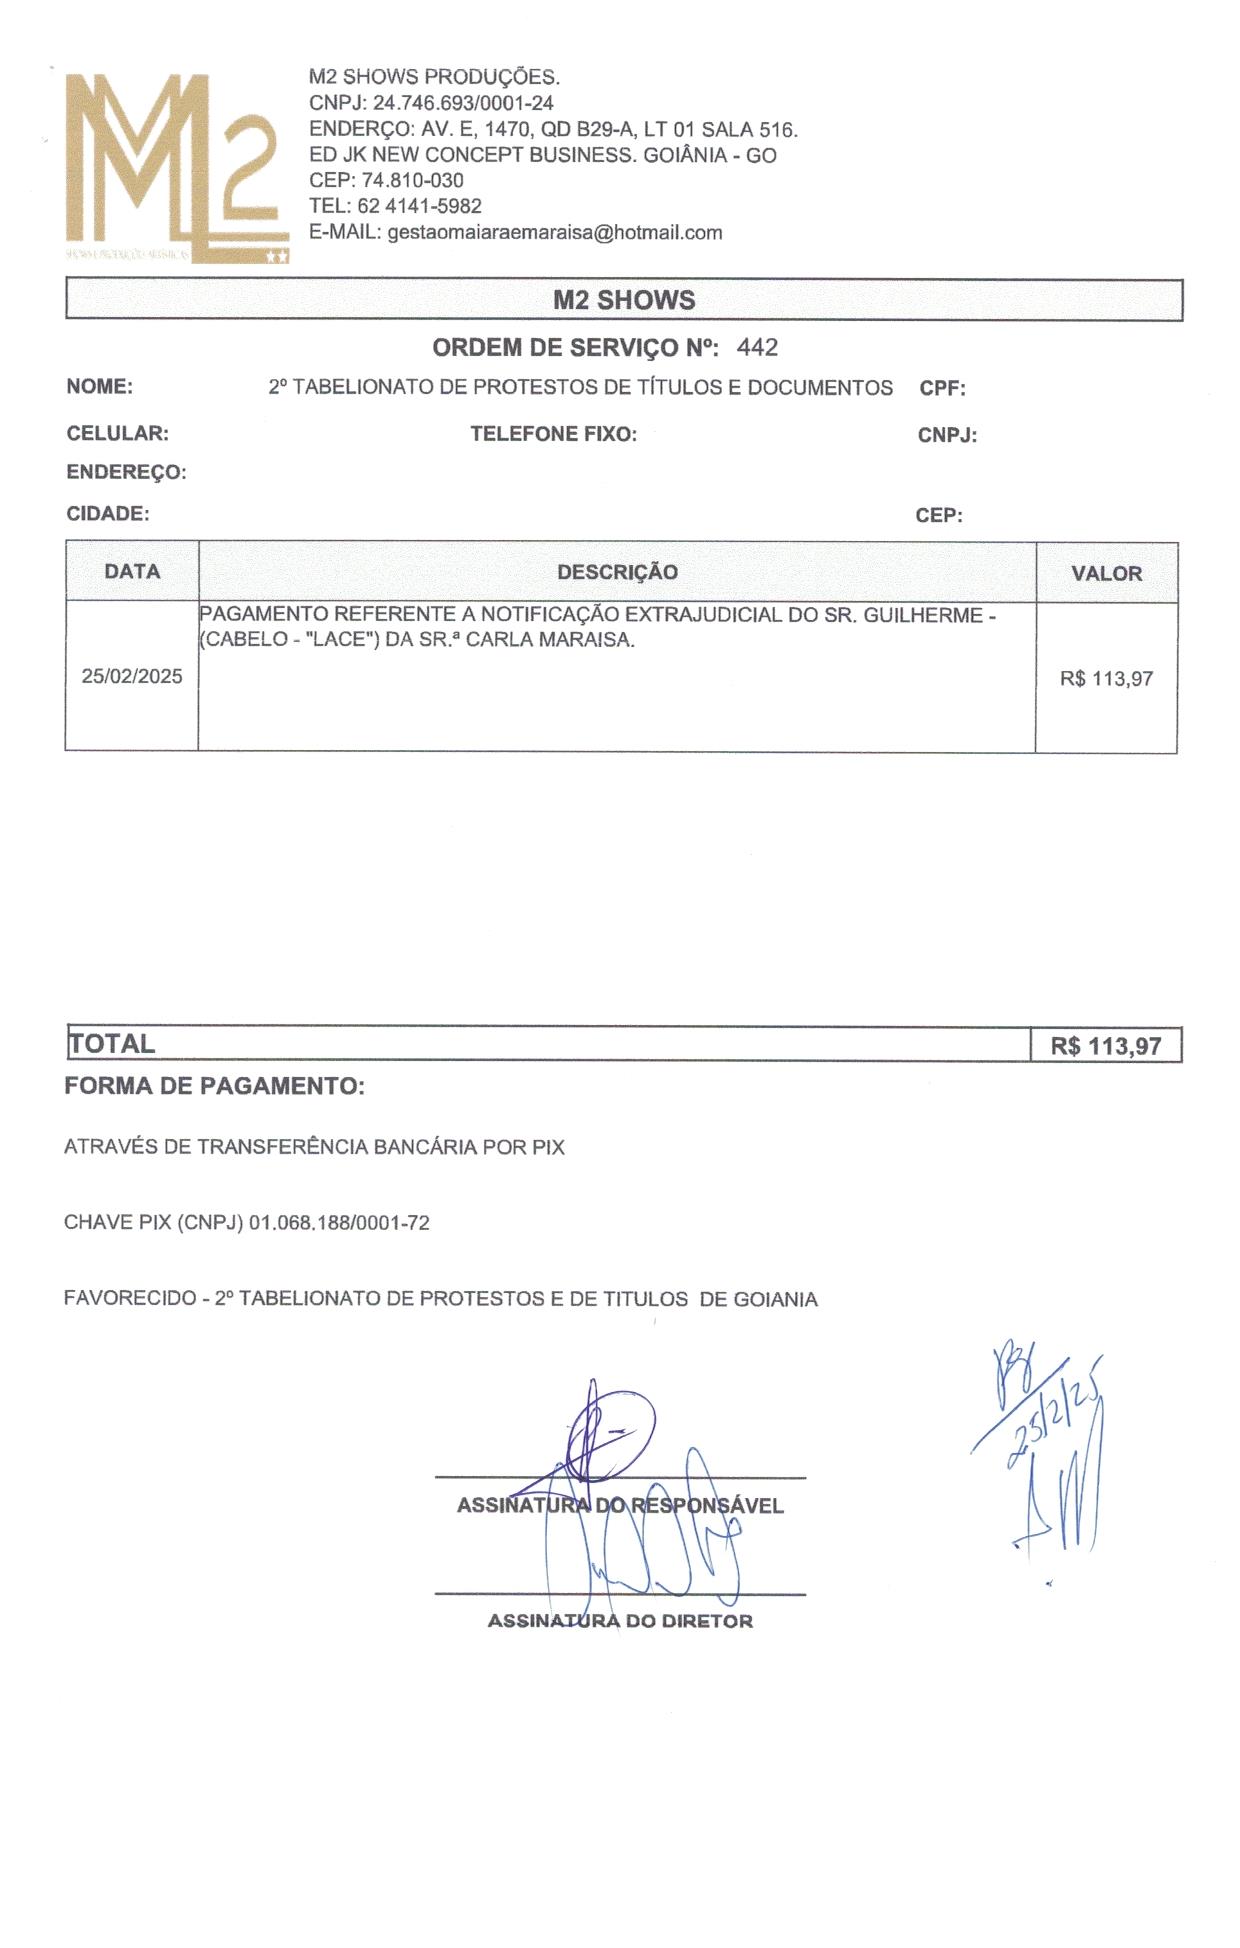 M2 SHOWS PRODUÇÕES.
CNPJ: 24.746.693/0001-24
ENDERÇO: AV. E, 1470, QD B29-A, LT 01 SALA 516.
ED JK NEW CONCEPT BUSINESS. GOIÂNIA - GO
CEP: 74.810-030
TEL: 62 4141-5982
E-MAIL: gestaomaiaraemaraisa@hotmail.com
M2
SHOWS E PRODUÇÕES ARTÍSTICAS
M2 SHOWS
ORDEM DE SERVIÇO Nº: 442
NOME: 2º TABELIONATO DE PROTESTOS DE TÍTULOS E DOCUMENTOS CPF:
CELULAR: TELEFONE FIXO: CNPJ:
ENDEREÇO:
CIDADE: CEP:
DATA DESCRIÇÃO VALOR
PAGAMENTO REFERENTE A NOTIFICAÇÃO EXTRAJUDICIAL DO SR. GUILHERME -
(CABELO - "LACE") DA SR.ª CARLA MARAISA.
25/02/2025 R$ 113,97
TOTAL R$ 113,97
FORMA DE PAGAMENTO:
ATRAVÉS DE TRANSFERÊNCIA BANCÁRIA POR PIX
CHAVE PIX (CNPJ) 01.068.188/0001-72
FAVORECIDO - 2º TABELIONATO DE PROTESTOS E DE TITULOS DE GOIANIA
25/2/25
ASSINATURA DO RESPONSÁVEL
ASSINATURA DO DIRETOR